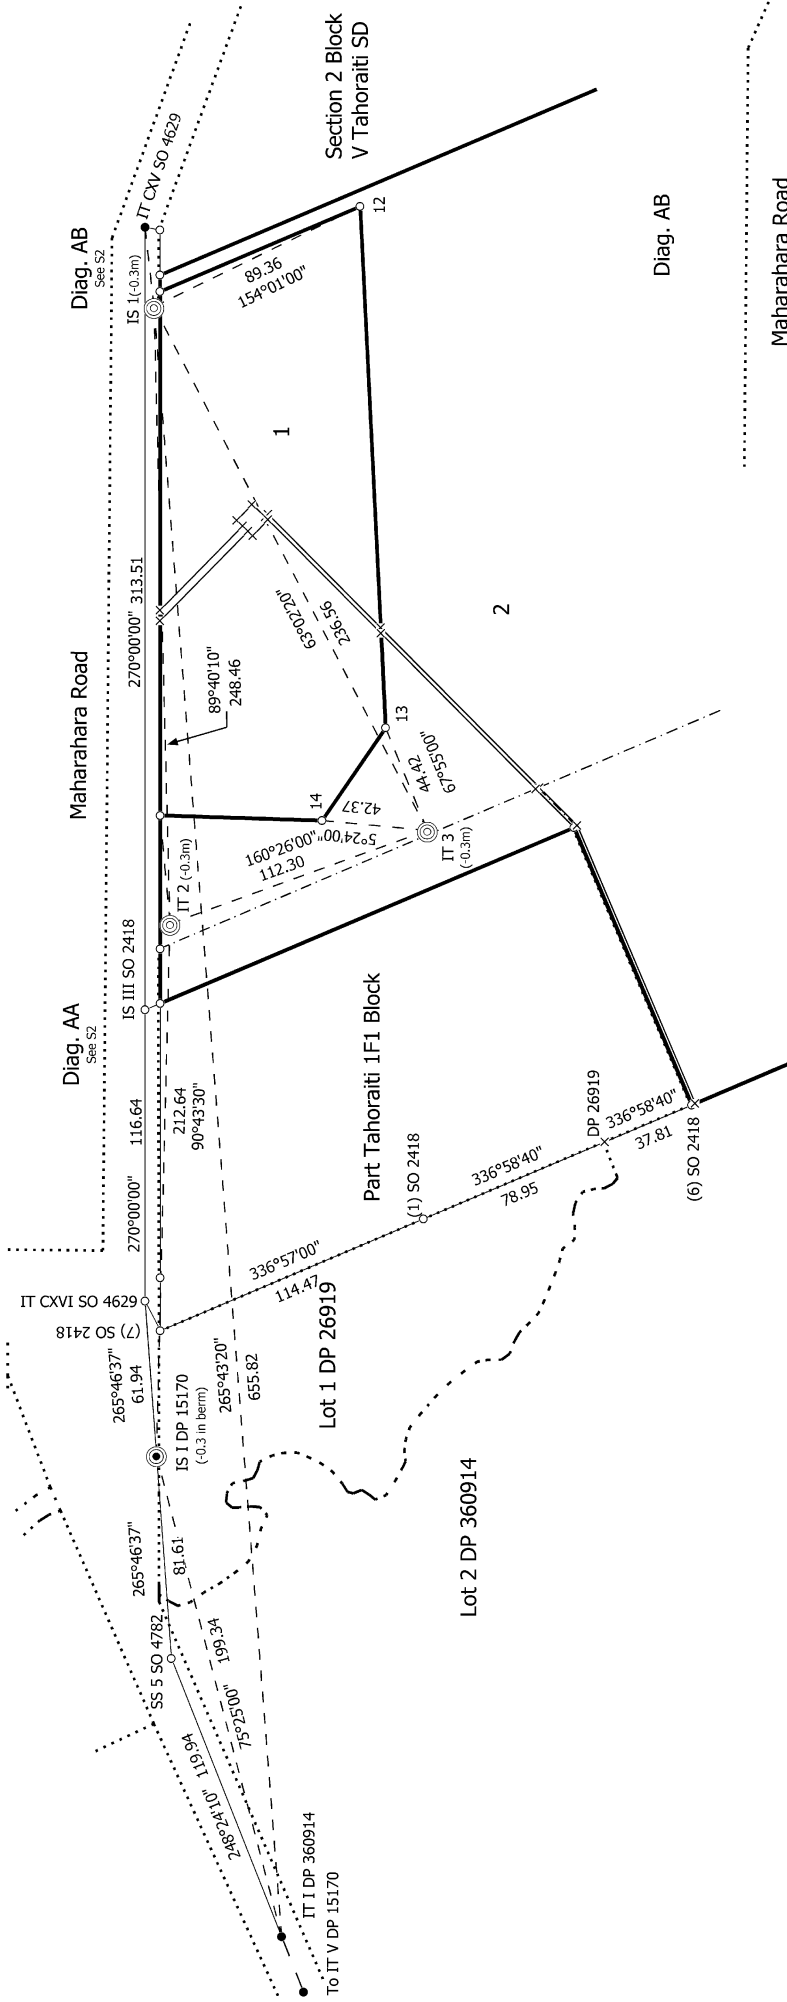 Section 2 Block
V Tahoraiti SD
IT CXV SO 4629
Diag. AB
See S2
IS 1(-0.3m)
12
89.36
154°01'00"
Diag. AB
Maharahara Road
1
2
Maharahara Road
270°00'00"  313.51
89°40'10"
248.46
63°02'20"
236.56
13
14
44.42
67°55'00"
42.37
5°24'00"
160°26'00"
112.30
IT 3
(-0.3m)
IT 2 (-0.3m)
IS III SO 2418
Diag. AA
See S2
Part Tahoraiti 1F1 Block
270°00'00"  116.64
212.64
90°43'30"
DP 26919
336°58'40"
37.81
(6) SO 2418
(1) SO 2418
336°58'40"
78.95
336°57'00"
114.47
IT CXVI SO 4629
(7) SO 2418
Lot 1 DP 26919
265°46'37"
61.94
265°43'20"
655.82
IS I DP 15170
(-0.3 in berm)
Lot 2 DP 360914
265°46'37"
81.61
SS 5 SO 4782
199.34
75°25'00"
248°24'10"  119.94
IT I DP 360914
To IT V DP 15170